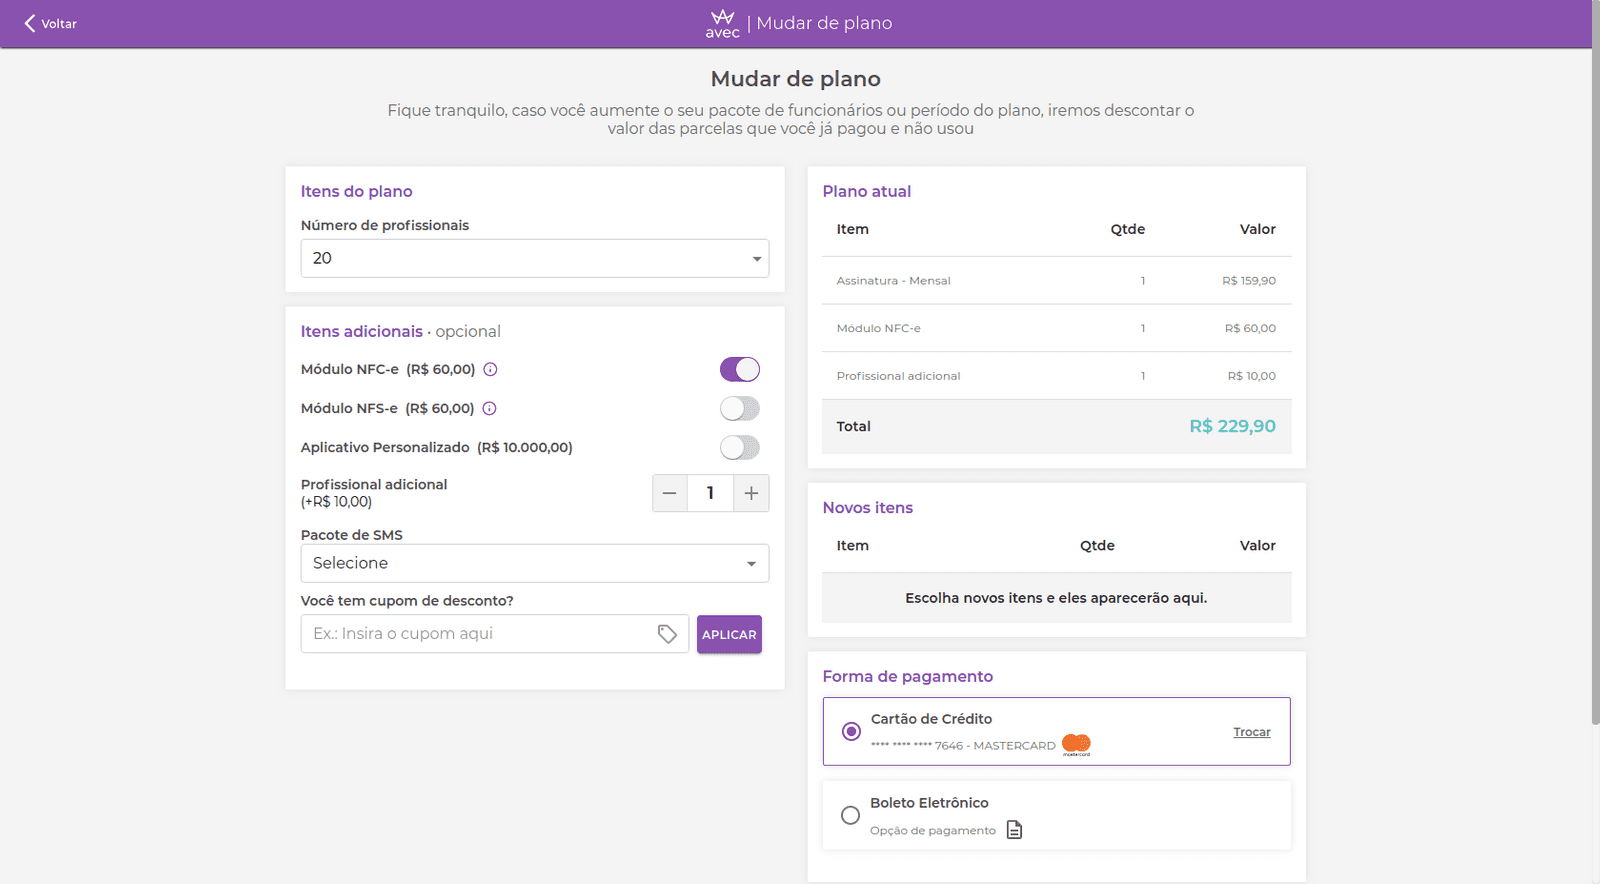 Voltar
avec | Mudar de plano
Mudar de plano
Fique tranquilo, caso você aumente o seu pacote de funcionários ou período do plano, iremos descontar o
valor das parcelas que você já pagou e não usou
Itens do plano
Número de profissionais
20
Itens adicionais · opcional
Módulo NFC-e (R$ 60,00)
Módulo NFS-e (R$ 60,00)
Aplicativo Personalizado (R$ 10.000,00)
Profissional adicional
(+R$ 10,00)
1
Pacote de SMS
Selecione
Você tem cupom de desconto?
Ex.: Insira o cupom aqui
APLICAR
Plano atual
Item Qtde Valor
Assinatura - Mensal 1 R$ 159,90
Módulo NFC-e 1 R$ 60,00
Profissional adicional 1 R$ 10,00
Total R$ 229,90
Novos itens
Item Qtde Valor
Escolha novos itens e eles aparecerão aqui.
Forma de pagamento
Cartão de Crédito
**** **** **** 7646 - MASTERCARD mastercard
Trocar
Boleto Eletrônico
Opção de pagamento